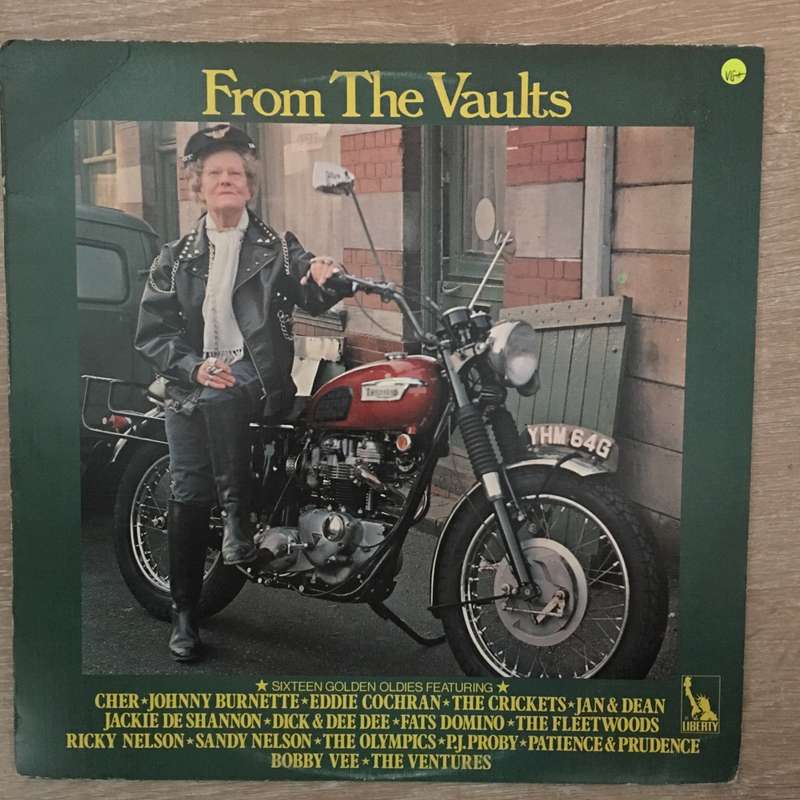 From The Vaults
VG+
TRIUMPH
YHM 64G
★ SIXTEEN GOLDEN OLDIES FEATURING ★
CHER★JOHNNY BURNETTE★EDDIE COCHRAN★THE CRICKETS★JAN & DEAN
JACKIE DE SHANNON★DICK & DEE DEE★FATS DOMINO★THE FLEETWOODS
RICKY NELSON★SANDY NELSON★THE OLYMPICS★P.J.PROBY★PATIENCE & PRUDENCE
BOBBY VEE★THE VENTURES
LIBERTY